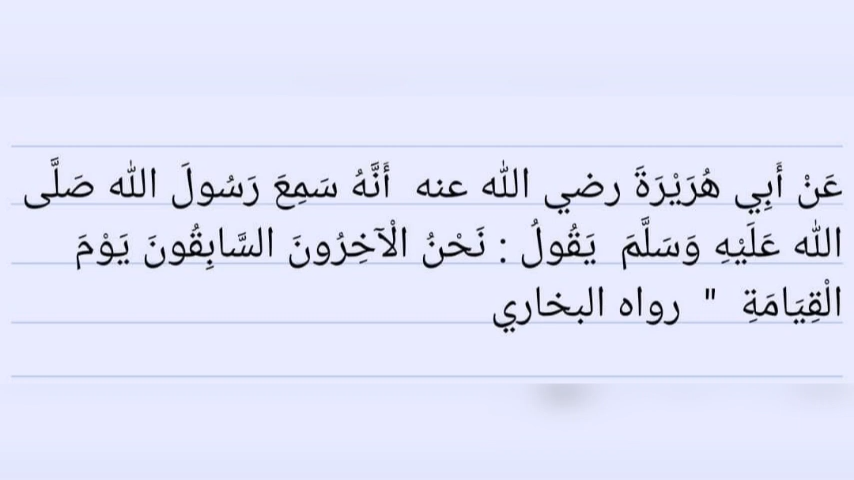 عَنْ أَبِي هُرَيْرَةَ رضي الله عنه أَنَّهُ سَمِعَ رَسُولَ الله صَلَّى
الله عَلَيْهِ وَسَلَّمَ يَقُولُ : نَحْنُ الْآخِرُونَ السَّابِقُونَ يَوْمَ
الْقِيَامَةِ " رواه البخاري